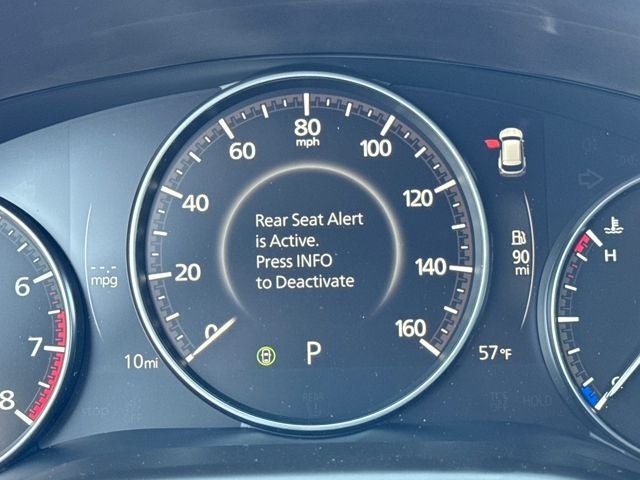 80
mph
60
100
40
120
Rear Seat Alert
is Active.
Press INFO
to Deactivate
20
140
0
160
P
10mi
57°F
90
mi
---mpg
6
7
8
H
C
HOLD